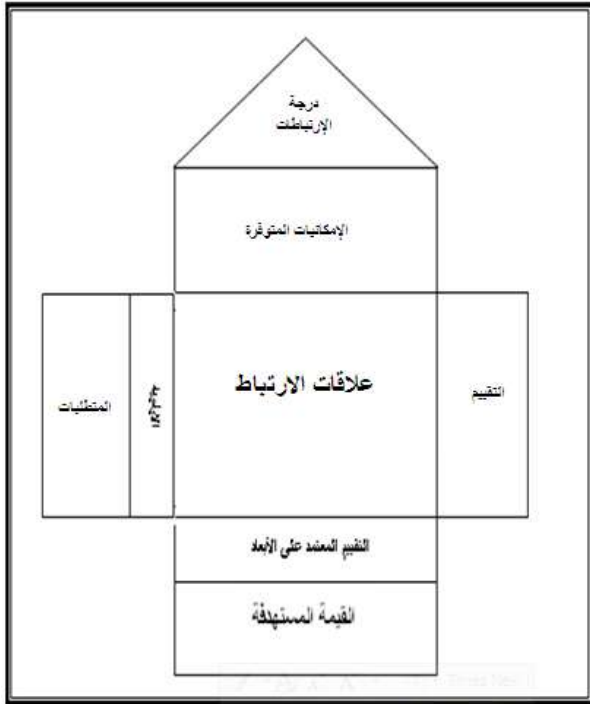 درجة
الإرتباطات
الإمكانيات المتوفرة
علاقات الارتباط
التقييم
المتطلبات
التقييم المعتمد على الأبعاد
القيمة المستهدفة